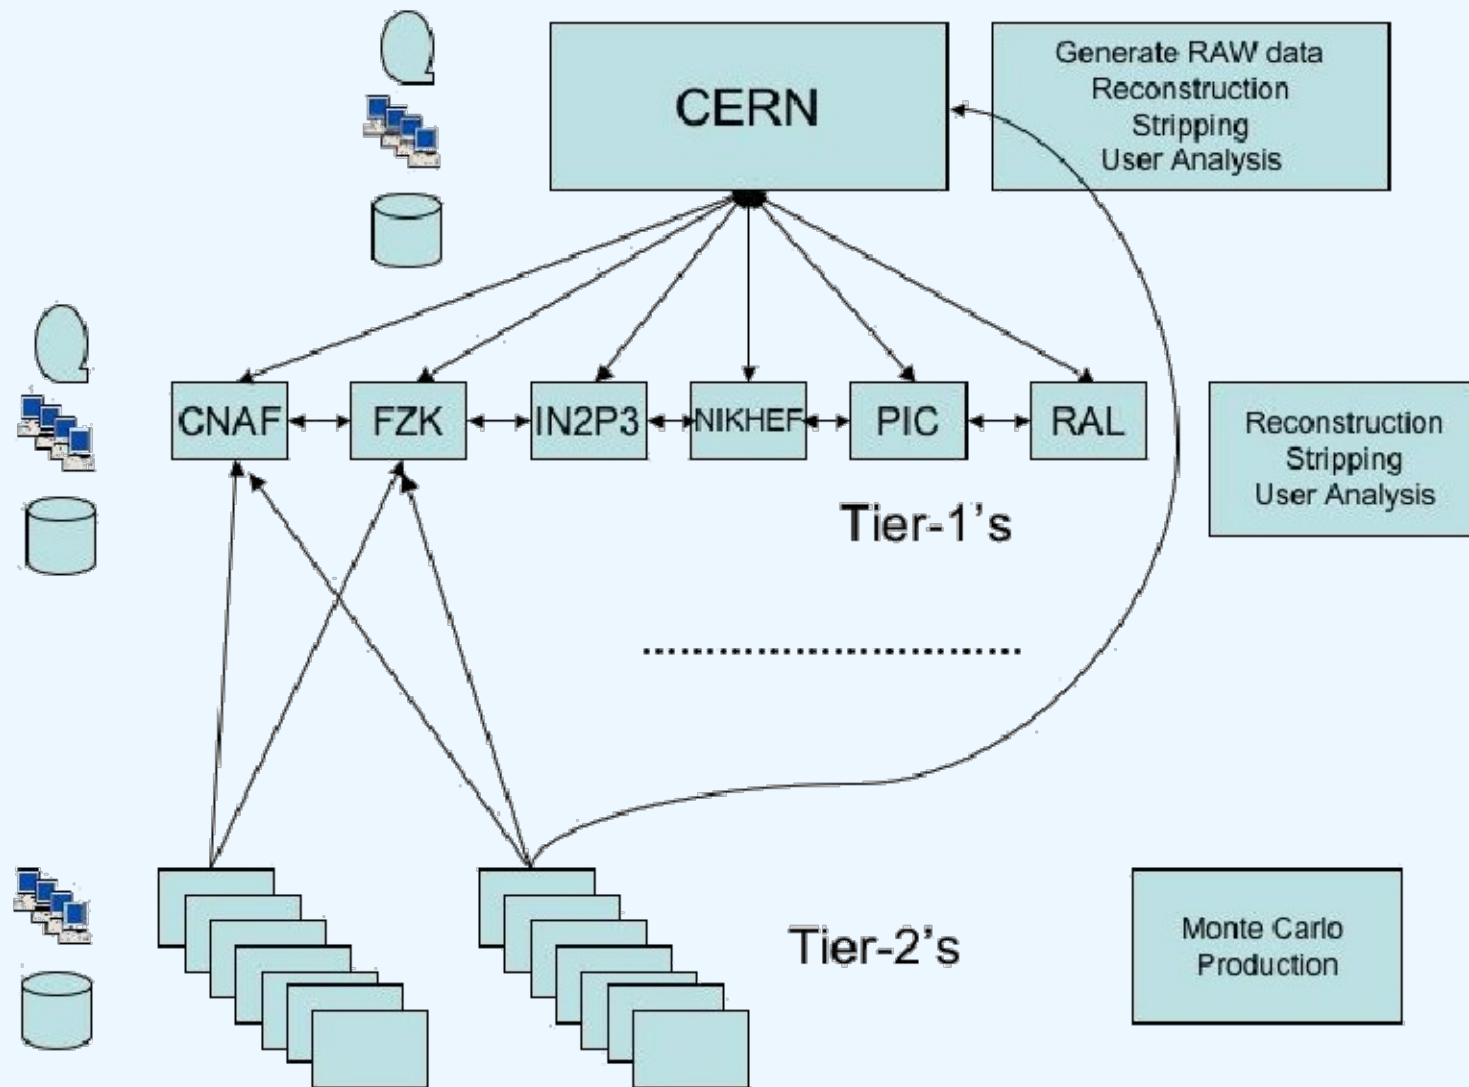 CERN
Generate RAW data
Reconstruction
Stripping
User Analysis
CNAF
FZK
IN2P3
NIKHEF
PIC
RAL
Reconstruction
Stripping
User Analysis
Tier-1's
Tier-2's
Monte Carlo
Production